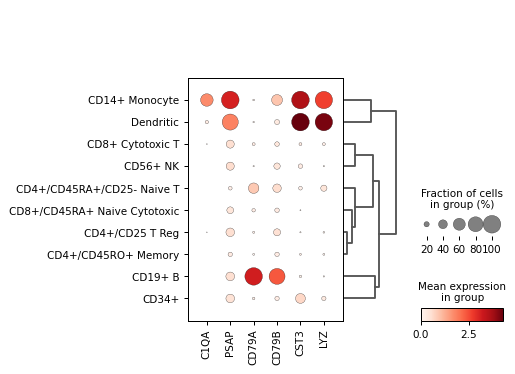 CD14+ Monocyte
Dendritic
CD8+ Cytotoxic T
CD56+ NK
CD4+/CD45RA+/CD25- Naive T
CD8+/CD45RA+ Naive Cytotoxic
CD4+/CD25 T Reg
CD4+/CD45RO+ Memory
CD19+ B
CD34+
C1QA
PSAP
CD79A
CD79B
CST3
LYZ
Fraction of cells
in group (%)
20 40 60 80100
Mean expression
in group
0.0 2.5